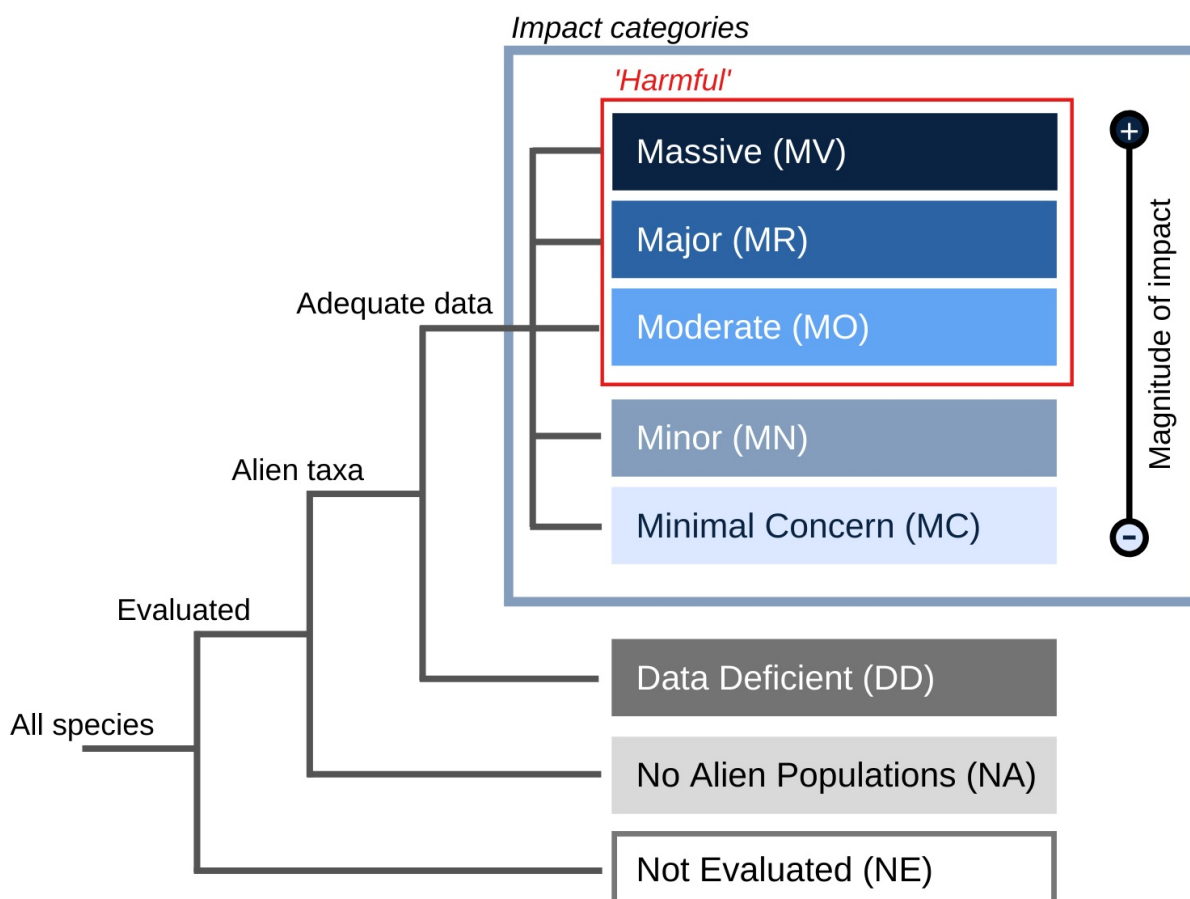 Impact categories
'Harmful'
Massive (MV)
+
Major (MR)
Adequate data
Moderate (MO)
Magnitude of impact
Minor (MN)
Alien taxa
Minimal Concern (MC)
-
Evaluated
Data Deficient (DD)
All species
No Alien Populations (NA)
Not Evaluated (NE)